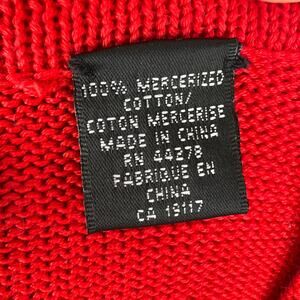 100% MERCERIZED
COTTON/
COTON MERCERISE
MADE IN CHINA
RN 44278
FABRIQUE EN
CHINA
CA 19117